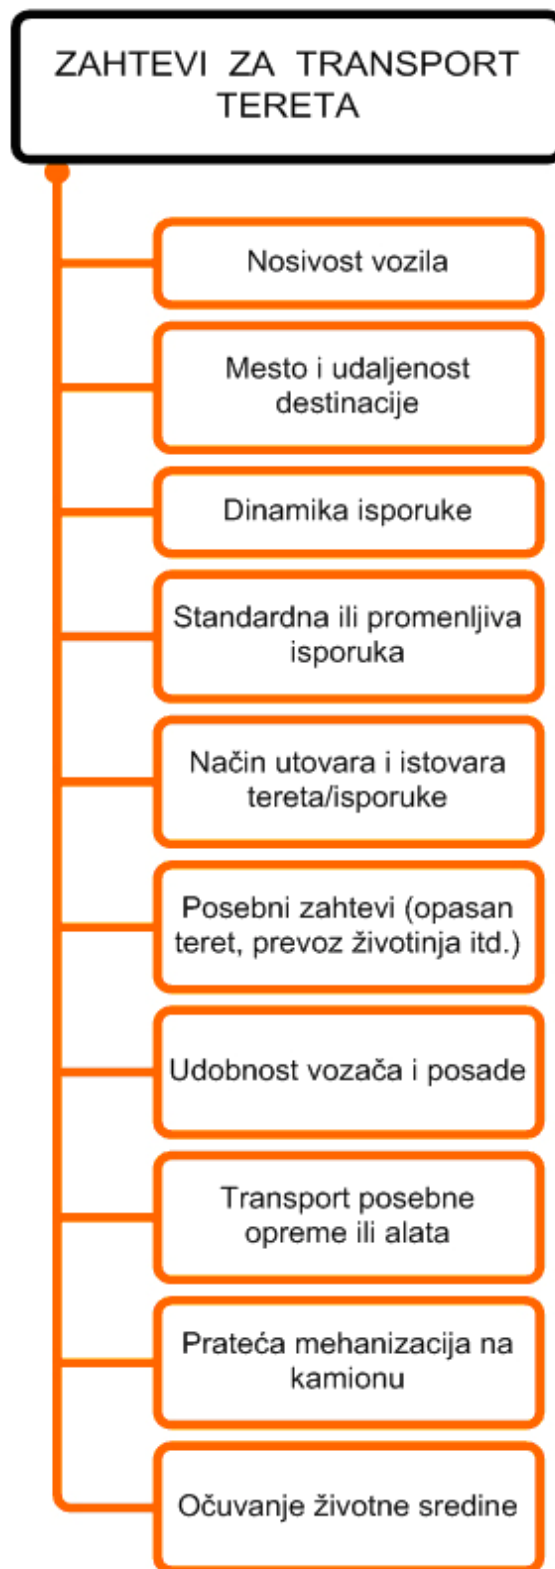 ZAHTEVI ZA TRANSPORT
TERETA
Nosivost vozila
Mesto i udaljenost
destinacije
Dinamika isporuke
Standardna ili promenljiva
isporuka
Način utovara i istovara
tereta/isporuke
Posebni zahtevi (opasan
teret, prevoz životinja itd.)
Udobnost vozača i posade
Transport posebne
opreme ili alata
Prateća mehanizacija na
kamionu
Očuvanje životne sredine